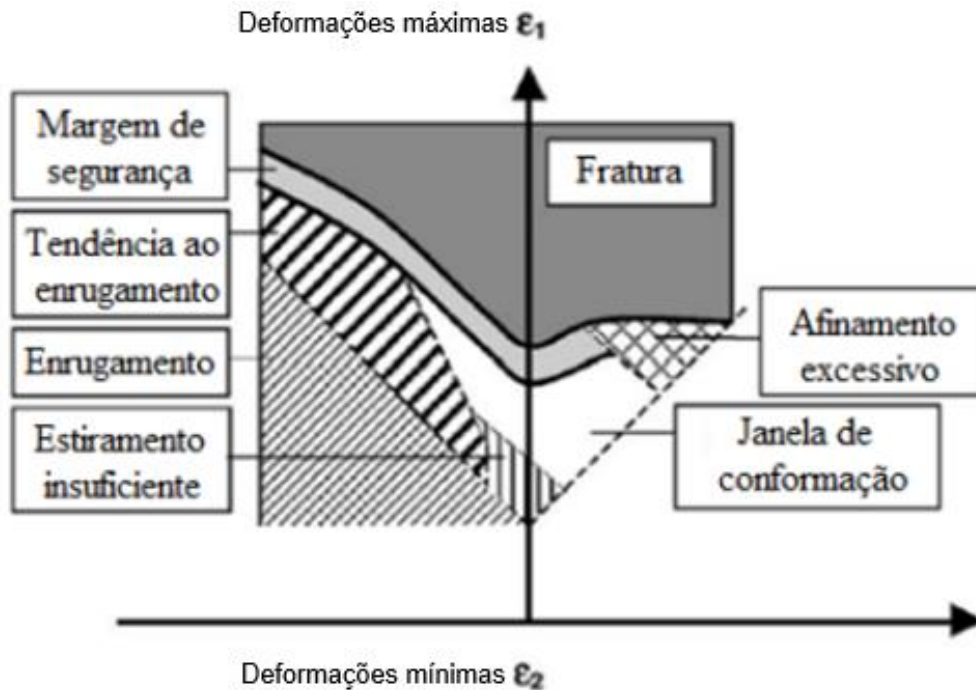 Deformações máximas ε1
Margem de
segurança
Fratura
Tendência ao
enrugamento
Afinamento
excessivo
Enrugamento
Estiramento
insuficiente
Janela de
conformação
Deformações mínimas ε2